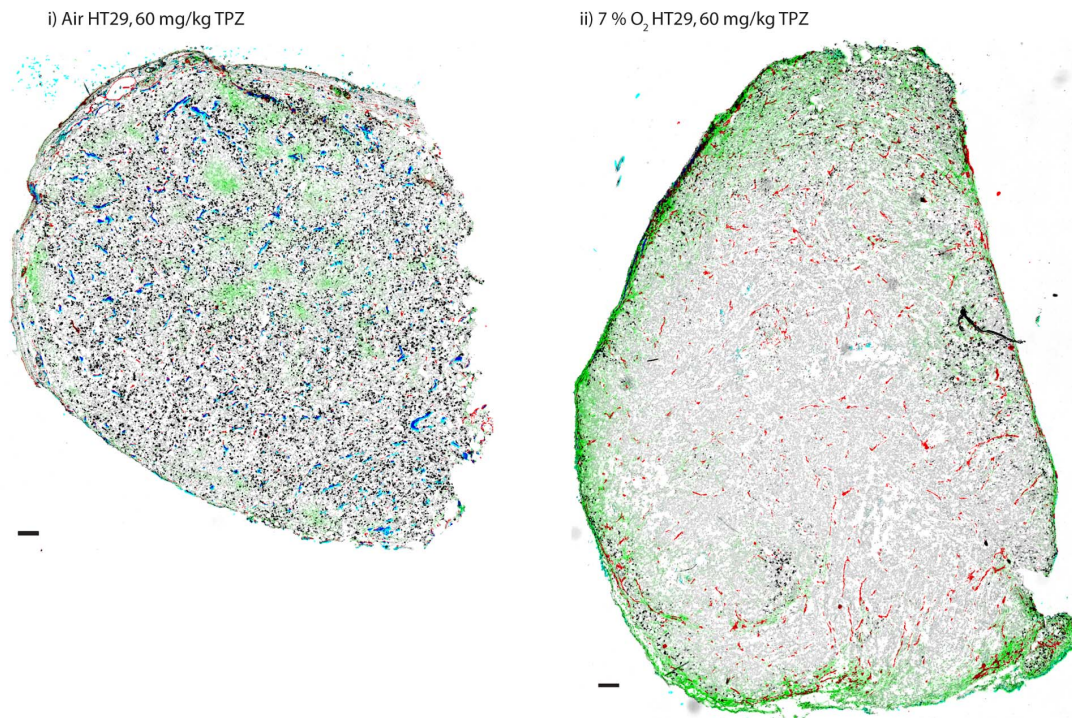 i) Air HT29, 60 mg/kg TPZ
ii) 7 % O₂ HT29, 60 mg/kg TPZ